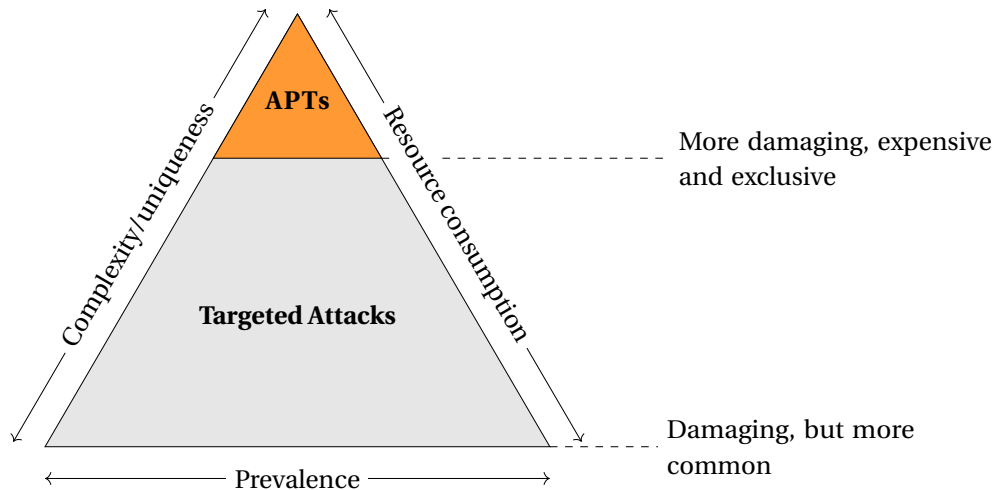 APTs
Complexity/uniqueness
Resource consumption
More damaging, expensive
and exclusive
Targeted Attacks
Damaging, but more
common
Prevalence